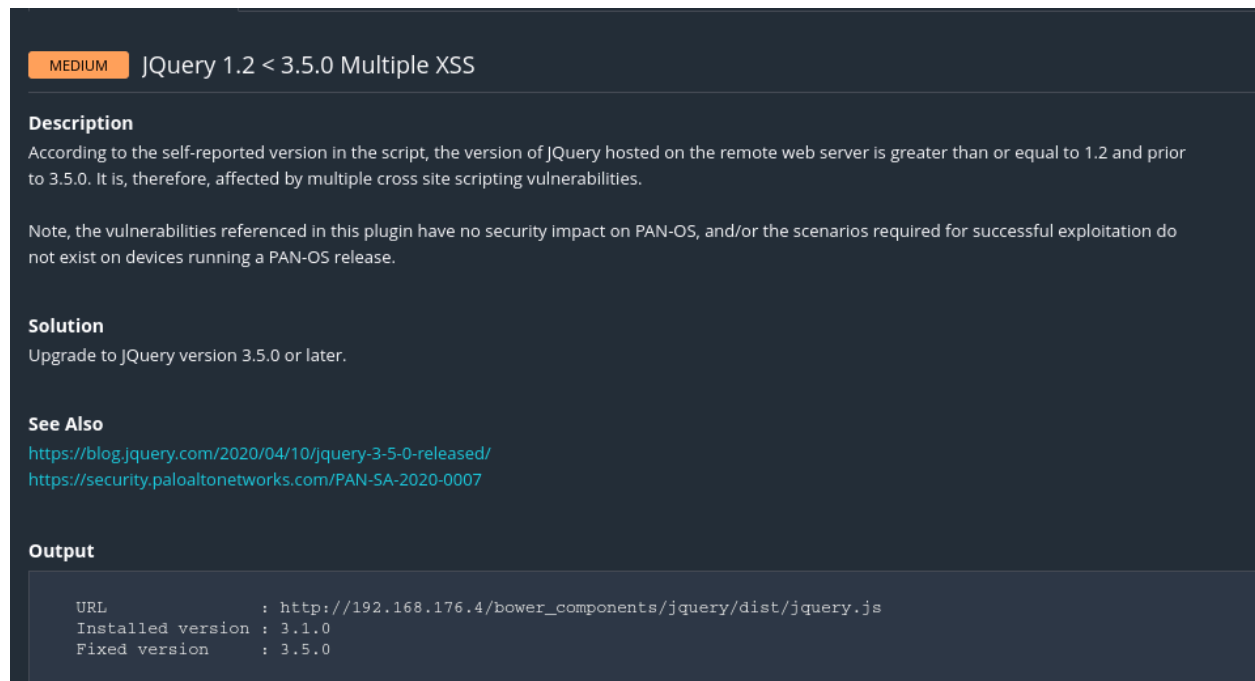 MEDIUM JQuery 1.2 < 3.5.0 Multiple XSS
Description
According to the self-reported version in the script, the version of JQuery hosted on the remote web server is greater than or equal to 1.2 and prior
to 3.5.0. It is, therefore, affected by multiple cross site scripting vulnerabilities.
Note, the vulnerabilities referenced in this plugin have no security impact on PAN-OS, and/or the scenarios required for successful exploitation do
not exist on devices running a PAN-OS release.
Solution
Upgrade to JQuery version 3.5.0 or later.
See Also
https://blog.jquery.com/2020/04/10/jquery-3-5-0-released/
https://security.paloaltonetworks.com/PAN-SA-2020-0007
Output
URL : http://192.168.176.4/bower_components/jquery/dist/jquery.js
Installed version : 3.1.0
Fixed version : 3.5.0